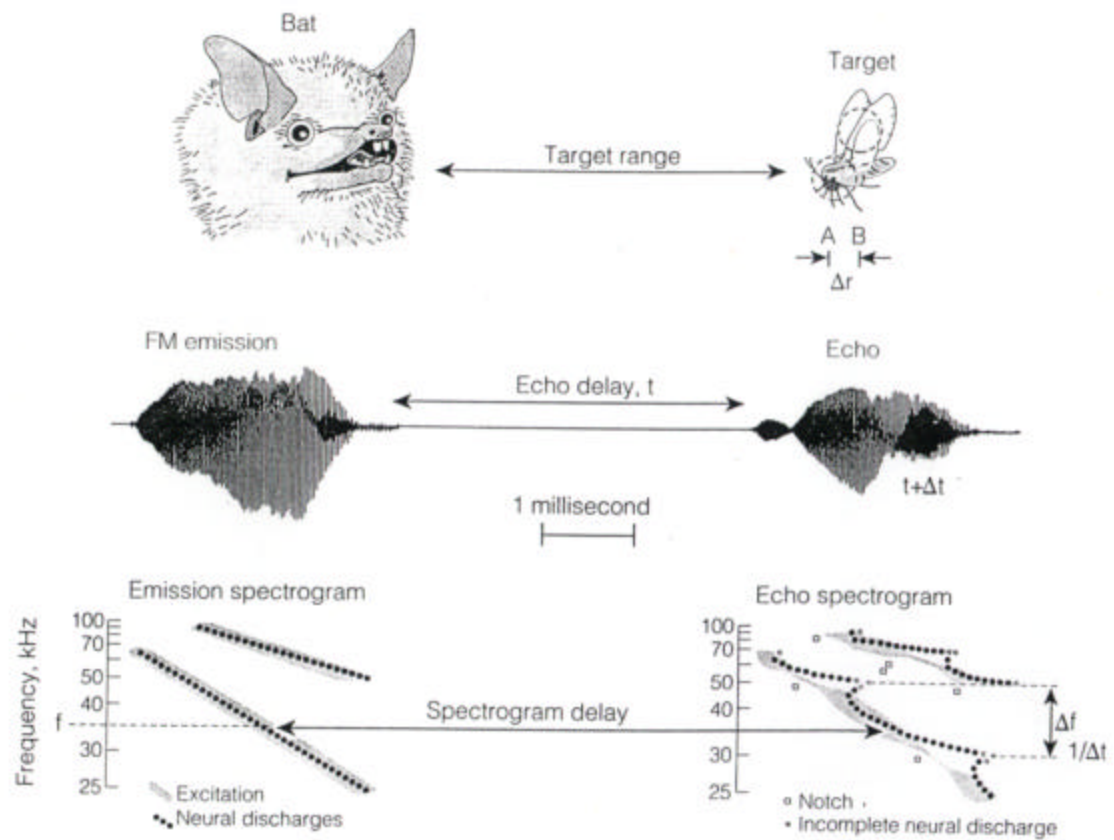 Bat
Target
Target range
A B
Δr
FM emission
Echo
Echo delay, t
t+Δt
1 millisecond
Emission spectrogram
Echo spectrogram
Frequency, kHz
100
70
50
40
30
25
f
Spectrogram delay
100
70
50
40
30
25
Δf
1/Δt
Excitation
Neural discharges
Notch
Incomplete neural discharge